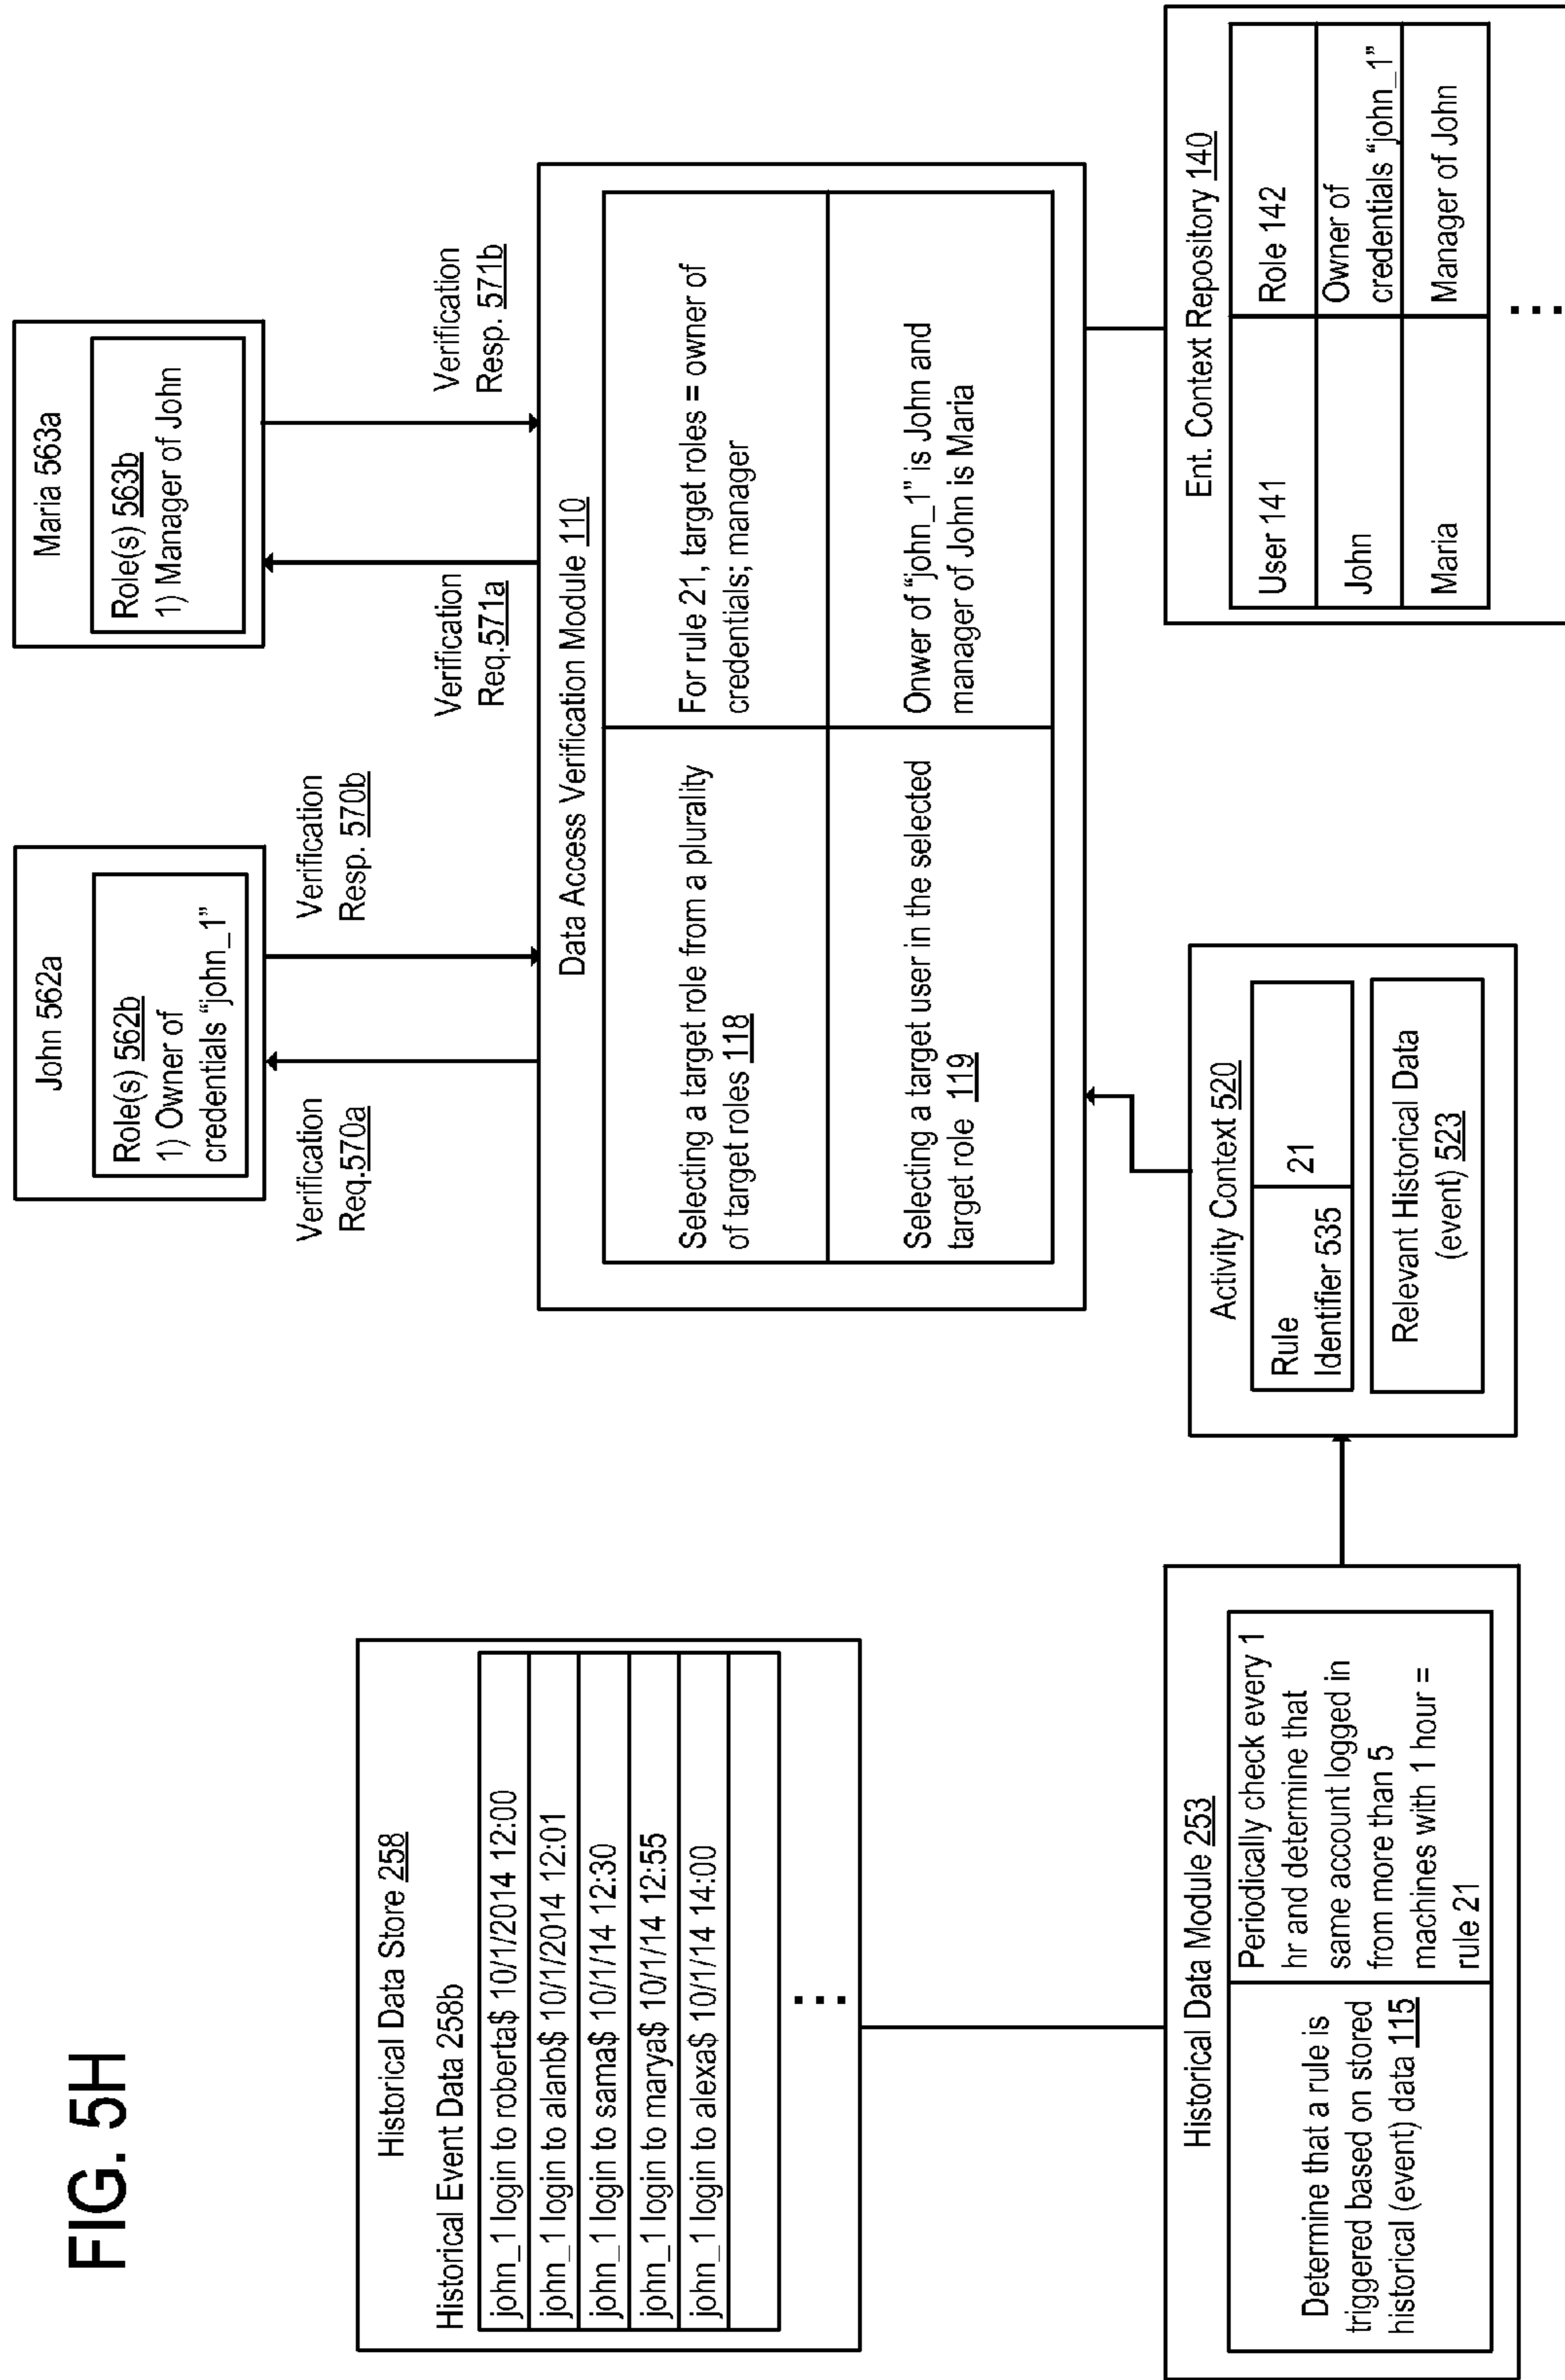 FIG. 5H
Historical Data Store 258
Historical Event Data 258b
john_1 login to roberta$ 10/1/2014 12:00
john_1 login to alanb$ 10/1/2014 12:01
john_1 login to sama$ 10/1/14 12:30
john_1 login to marya$ 10/1/14 12:55
john_1 login to alexa$ 10/1/14 14:00
⋮
Historical Data Module 253
Determine that a rule is
triggered based on stored
historical (event) data 115
Periodically check every 1
hr and determine that
same account logged in
from more than 5
machines with 1 hour =
rule 21
John 562a
Role(s) 562b
1) Owner of
credentials “john_1”
Verification
Req.570a
Verification
Resp. 570b
Maria 563a
Role(s) 563b
1) Manager of John
Verification
Req.571a
Verification
Resp. 571b
Data Access Verification Module 110
Selecting a target role from a plurality
of target roles 118
For rule 21, target roles = owner of
credentials; manager
Selecting a target user in the selected
target role 119
Onwer of “john_1” is John and
manager of John is Maria
Activity Context 520
Rule
Identifier 535
21
Relevant Historical Data
(event) 523
Ent. Context Repository 140
User 141
Role 142
John
Owner of
credentials “john_1”
Maria
Manager of John
⋮